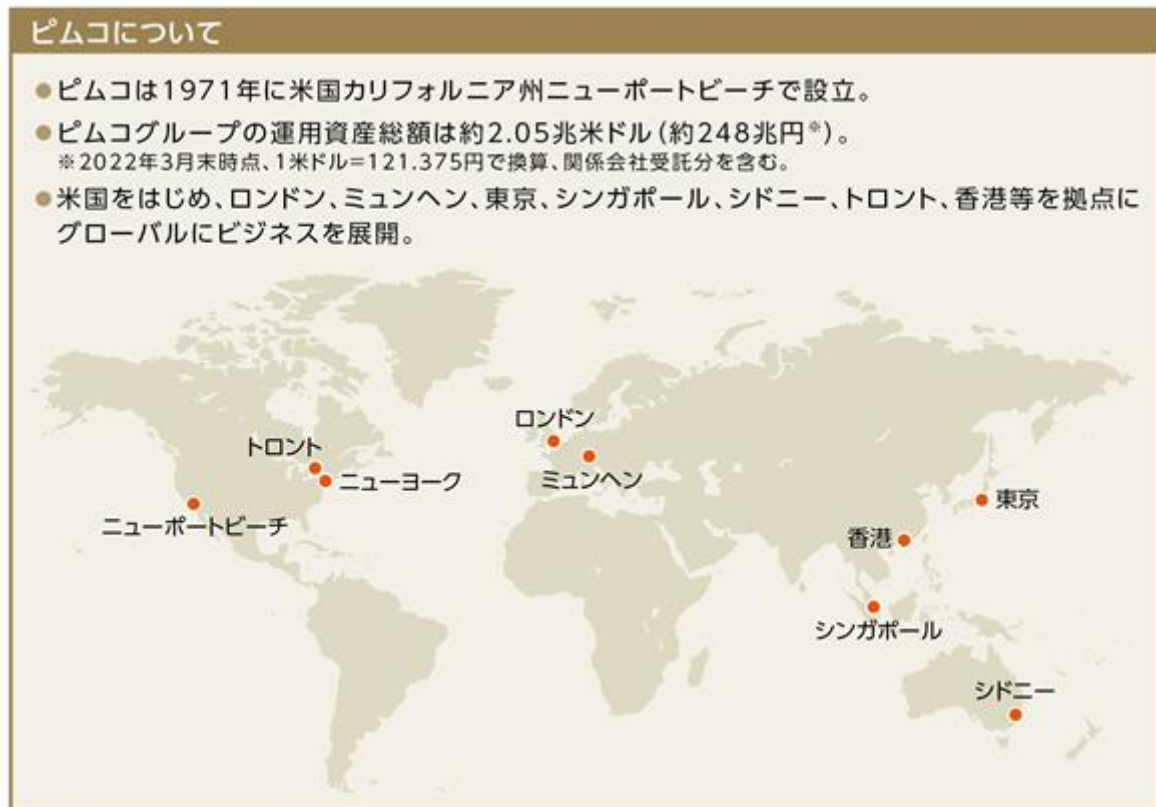 ピムコについて
●ピムコは1971年に米国カリフォルニア州ニューポートビーチで設立。
●ピムコグループの運用資産総額は約2.05兆米ドル(約248兆円※)。
※2022年3月末時点、1米ドル=121.375円で換算、関係会社受託分を含む。
●米国をはじめ、ロンドン、ミュンヘン、東京、シンガポール、シドニー、トロント、香港等を拠点に
グローバルにビジネスを展開。
ロンドン
トロント
ニューヨーク
ミュンヘン
ニューポートビーチ
東京
香港
シンガポール
シドニー